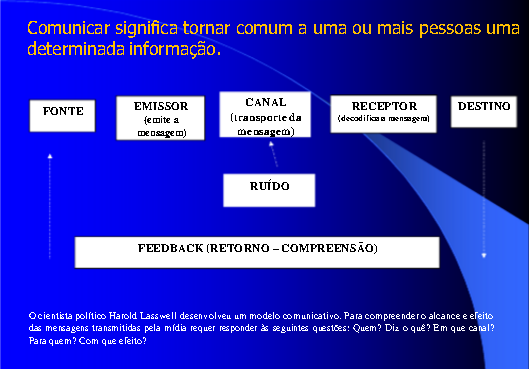 Comunicar significa tornar comum a uma ou mais pessoas uma
determinada informação.
FONTE
EMISSOR
(emite a
mensagem)
CANAL
(transporte da
mensagem)
RECEPTOR
(decodifica a mensagem)
DESTINO
RUÍDO
FEEDBACK (RETORNO – COMPREENSÃO)
O cientista político Harold Lasswell desenvolveu um modelo comunicativo. Para compreender o alcance e efeito
das mensagens transmitidas pela mídia requer responder às seguintes questões: Quem? Diz o quê? Em que canal?
Para quem? Com que efeito?